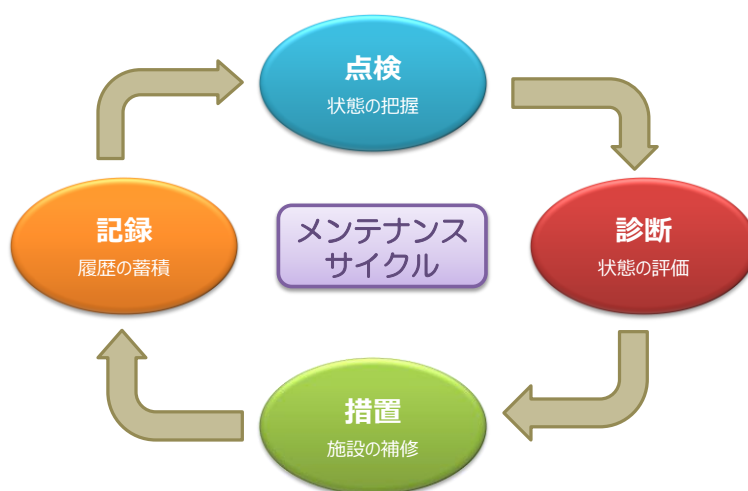 点検
状態の把握
診断
状態の評価
措置
施設の補修
記録
履歴の蓄積
メンテナンス
サイクル